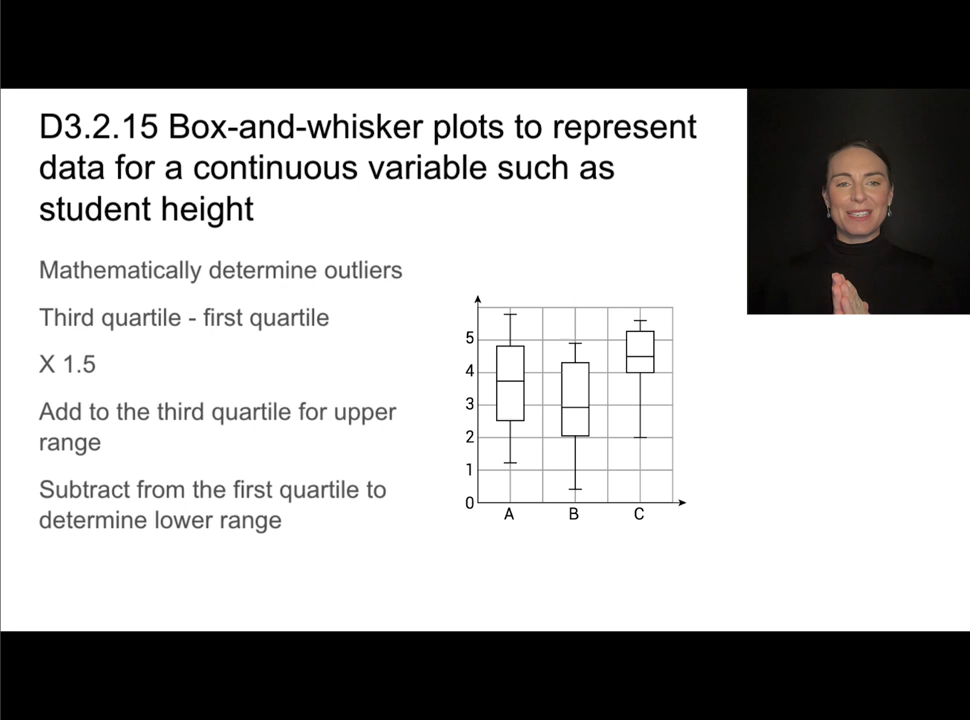 D3.2.15 Box-and-whisker plots to represent
data for a continuous variable such as
student height
Mathematically determine outliers
Third quartile - first quartile
X 1.5
Add to the third quartile for upper
range
Subtract from the first quartile to
determine lower range
5
4
3
2
1
0
A B C